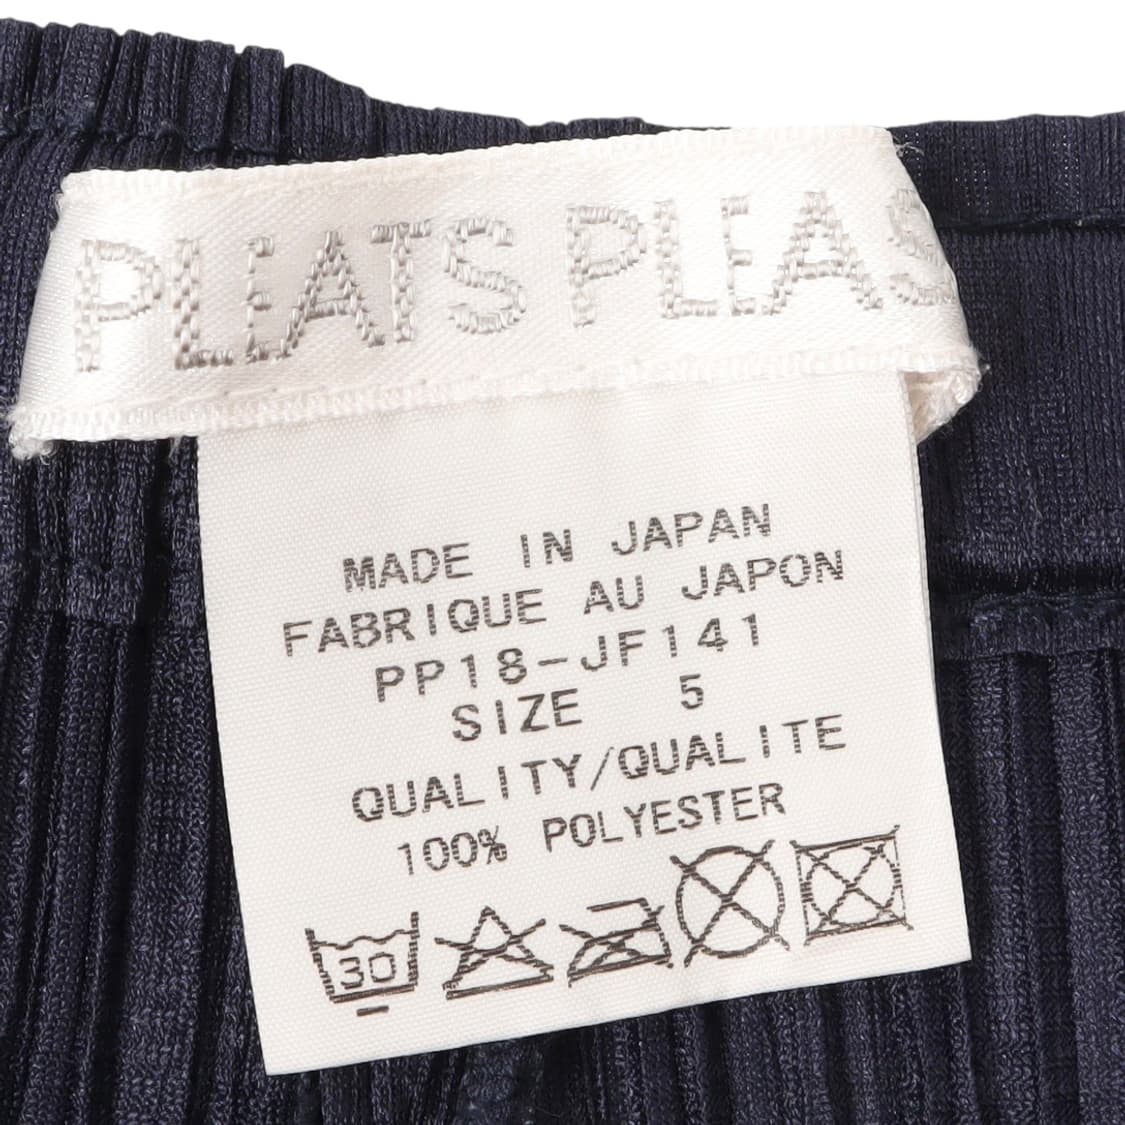 PLEATS PLEAS
MADE IN JAPAN
FABRIQUE AU JAPON
PP18-JF141
SIZE 5
QUALITY/QUALITE
100% POLYESTER
30